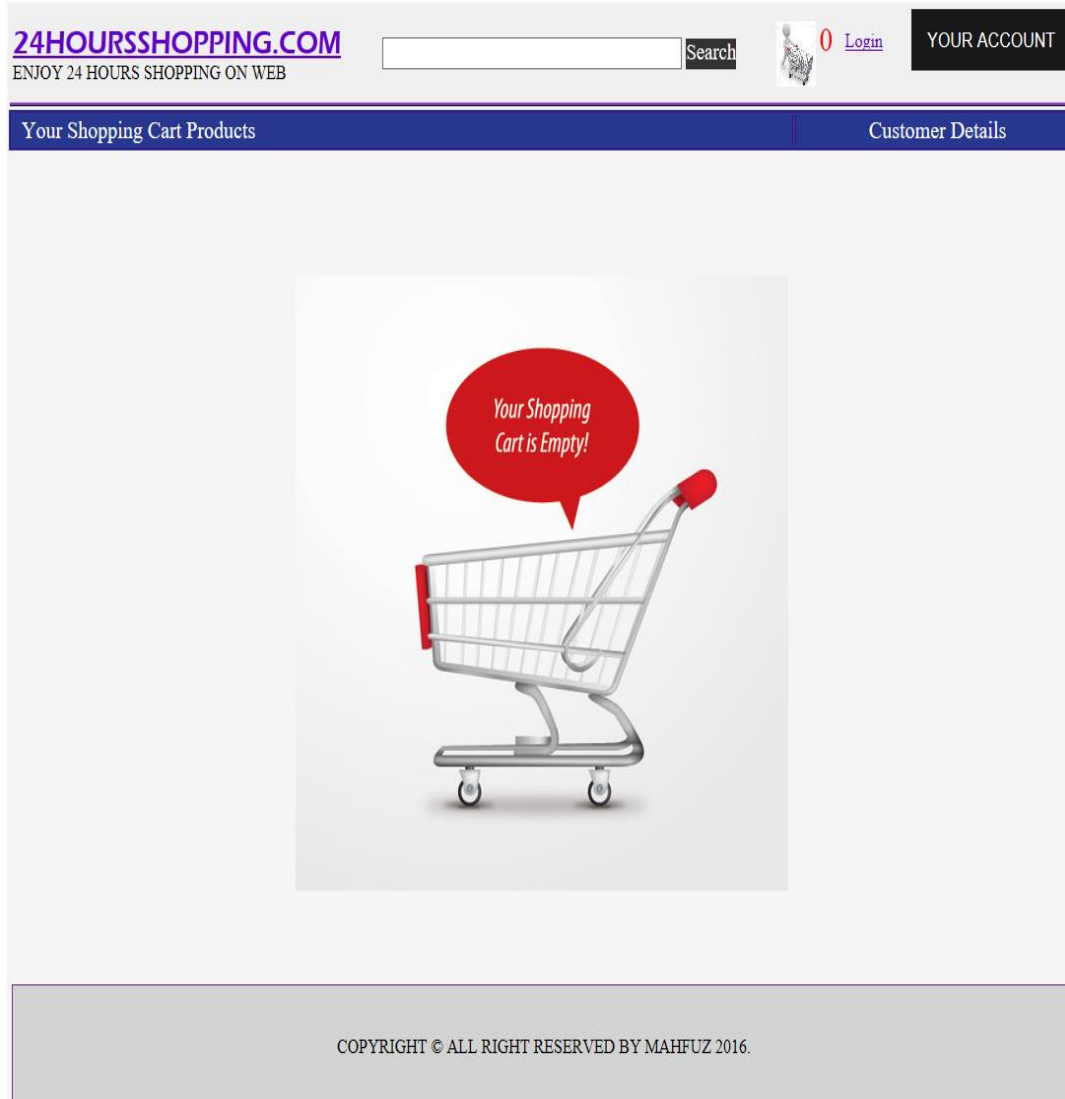 24HOURSSHOPPING.COM
ENJOY 24 HOURS SHOPPING ON WEB
Search
0
Login
YOUR ACCOUNT
Your Shopping Cart Products
Customer Details
Your Shopping
Cart is Empty!
COPYRIGHT © ALL RIGHT RESERVED BY MAHFUZ 2016.